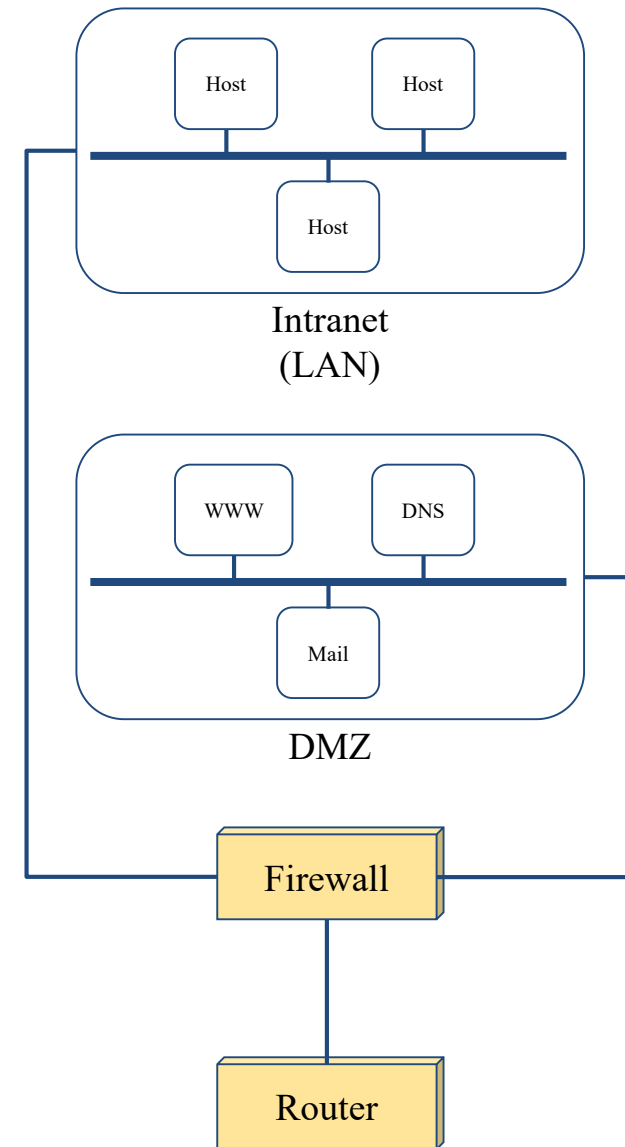 Host
Host
Host
Intranet
(LAN)
WWW
DNS
Mail
DMZ
Firewall
Router